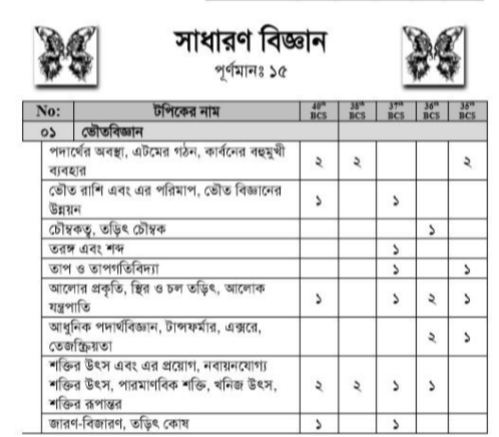 সাধারণ বিজ্ঞান
পূর্ণমানঃ ১৫
No: টপিকের নাম 40th BCS 38th BCS 37th BCS 36th BCS 35th BCS
০১ ভৌতবিজ্ঞান
পদার্থের অবস্থা, এটমের গঠন, কার্বনের বহুমুখী
ব্যবহার ২ ২ ২
ভৌত রাশি এবং এর পরিমাপ, ভৌত বিজ্ঞানের
উন্নয়ন ১ ১
চৌম্বকত্ব, তড়িৎ চৌম্বক ১
তরঙ্গ এবং শব্দ ১
তাপ ও তাপগতিবিদ্যা ১ ১
আলোর প্রকৃতি, স্থির ও চল তড়িৎ, আলোক
যন্ত্রপাতি ১ ১ ২ ১
আধুনিক পদার্থবিজ্ঞান, টান্সফর্মার, এক্সরে,
তেজস্ক্রিয়তা ২ ১
শক্তির উৎস এবং এর প্রয়োগ, নবায়নযোগ্য
শক্তির উৎস, পারমাণবিক শক্তি, খনিজ উৎস,
শক্তির রূপান্তর ২ ২ ১ ১
জারণ-বিজারণ, তড়িৎ কোষ ১ ১